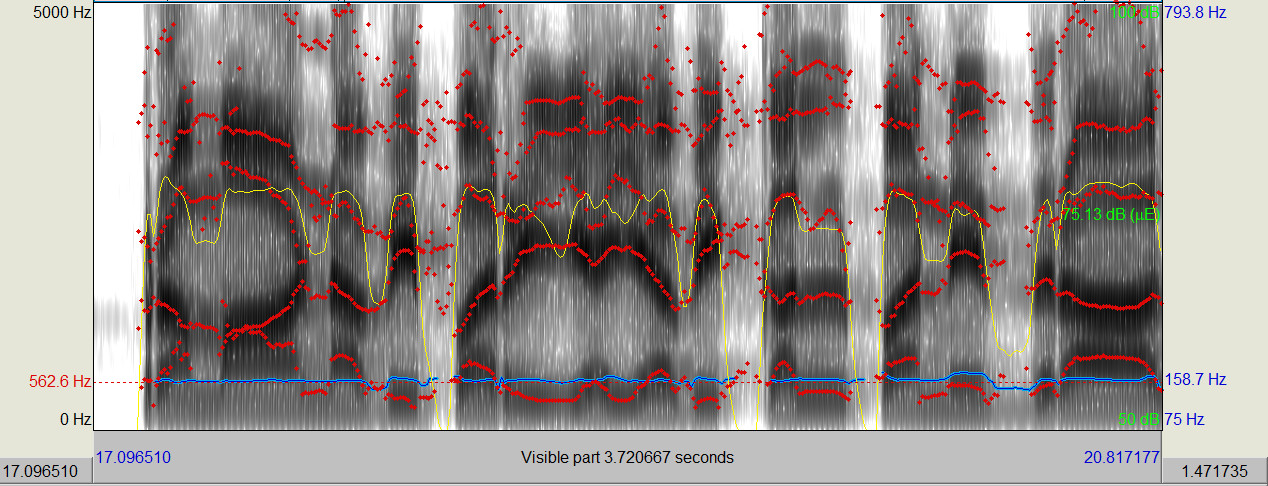 5000 Hz
100 dB
793.8 Hz
75.13 dB (µE)
562.6 Hz
158.7 Hz
0 Hz
50 dB
75 Hz
17.096510
Visible part 3.720667 seconds
20.817177
17.096510
1.471735